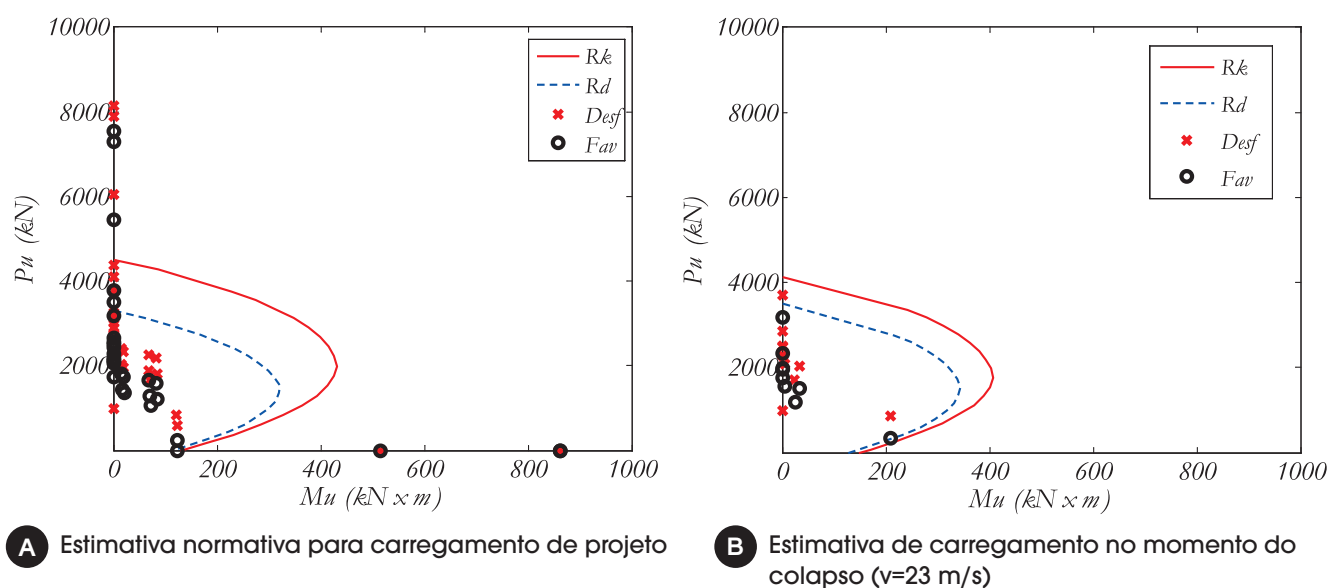 10000
8000
6000
4000
2000
Pu (kN)
0
200
400
600
800
1000
Mu (kN x m)
Rk
Rd
Desf
Fav
A Estimativa normativa para carregamento de projeto
10000
8000
6000
4000
2000
Pu (kN)
0
200
400
600
800
1000
Mu (kN x m)
Rk
Rd
Desf
Fav
B Estimativa de carregamento no momento do
colapso (v=23 m/s)